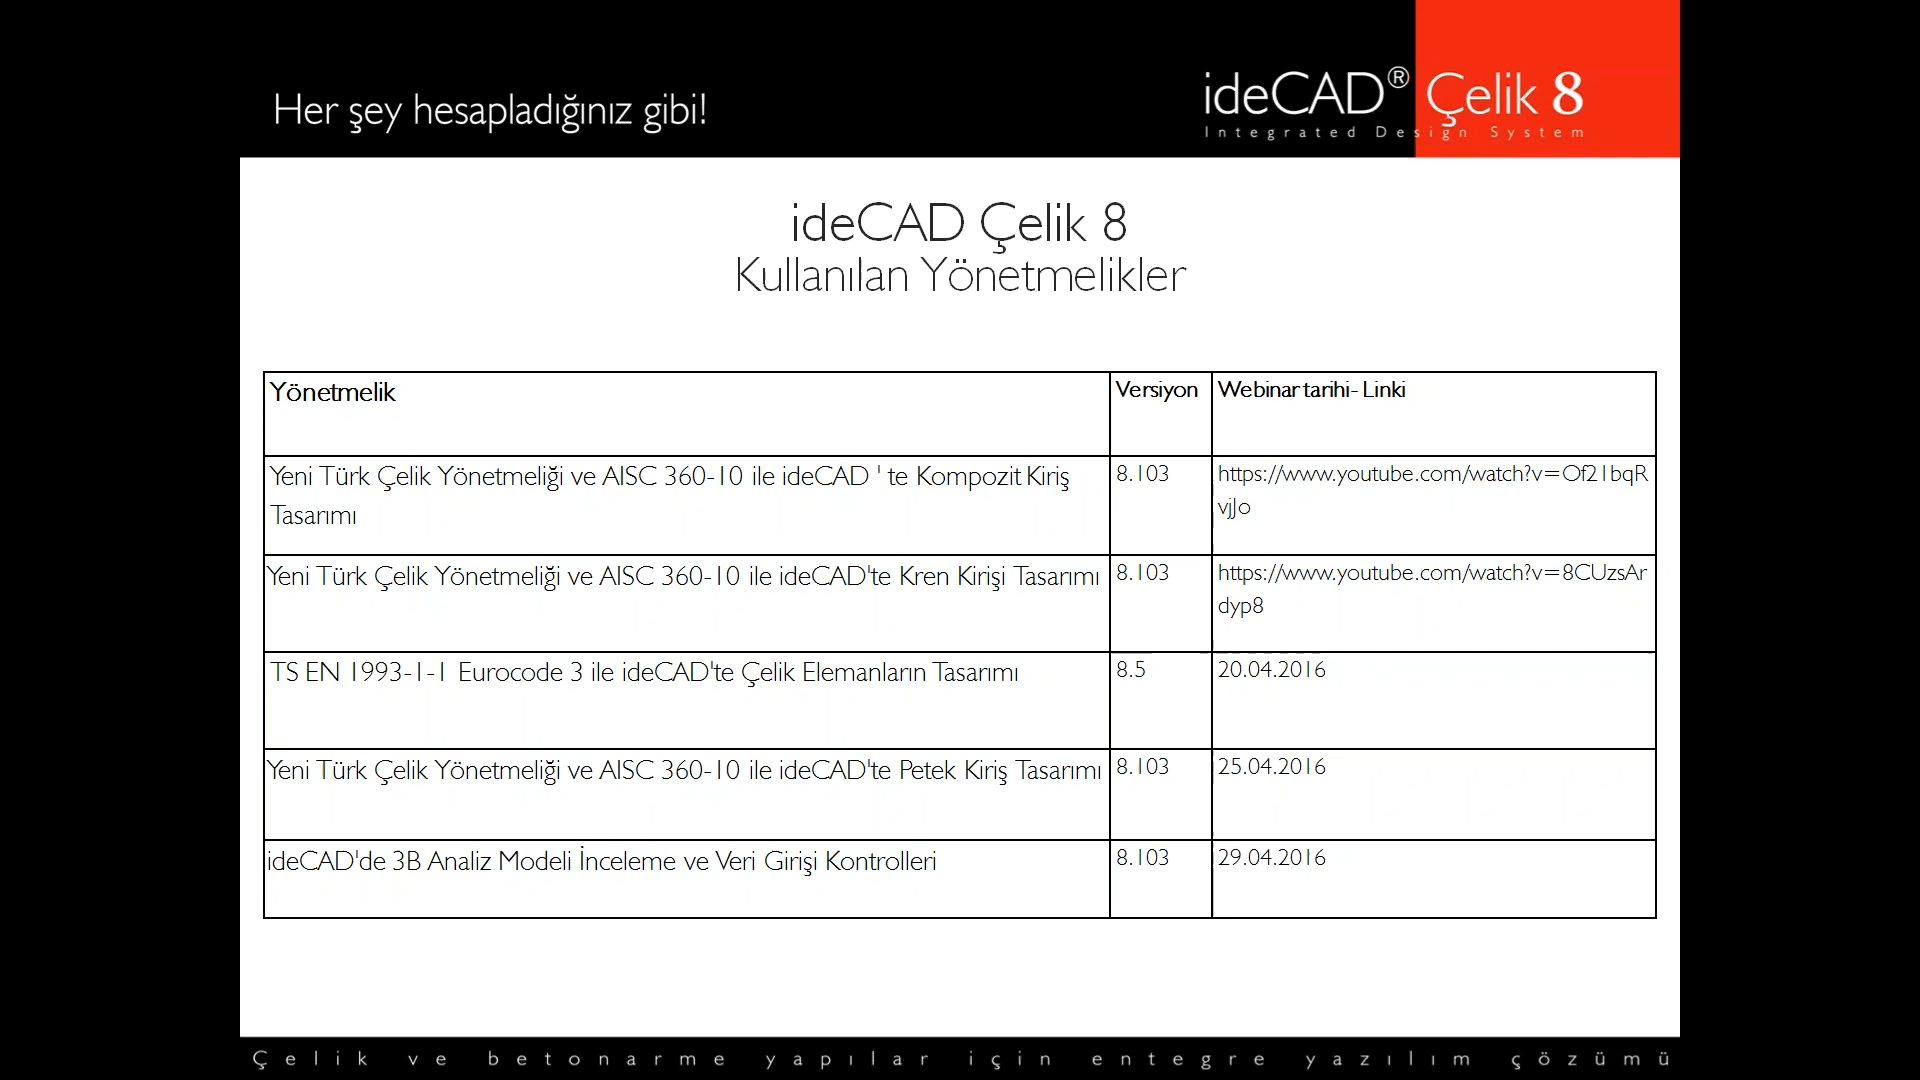 Her şey hesapladığınız gibi!
ideCAD® Çelik 8
Integrated Design System
ideCAD Çelik 8
Kullanılan Yönetmelikler
Yönetmelik Versiyon Webinar tarihi- Linki
Yeni Türk Çelik Yönetmeliği ve AISC 360-10 ile ideCAD ' te Kompozit Kiriş 8.103 https://www.youtube.com/watch?v=Of21bqR
Tasarımı vjJo
Yeni Türk Çelik Yönetmeliği ve AISC 360-10 ile ideCAD'te Kren Kirişi Tasarımı 8.103 https://www.youtube.com/watch?v=8CUzsAr
dyp8
TS EN 1993-1-1 Eurocode 3 ile ideCAD'te Çelik Elemanların Tasarımı 8.5 20.04.2016
Yeni Türk Çelik Yönetmeliği ve AISC 360-10 ile ideCAD'te Petek Kiriş Tasarımı 8.103 25.04.2016
ideCAD'de 3B Analiz Modeli İnceleme ve Veri Girişi Kontrolleri 8.103 29.04.2016
Çelik ve betonarme yapılar için entegre yazılım çözümü